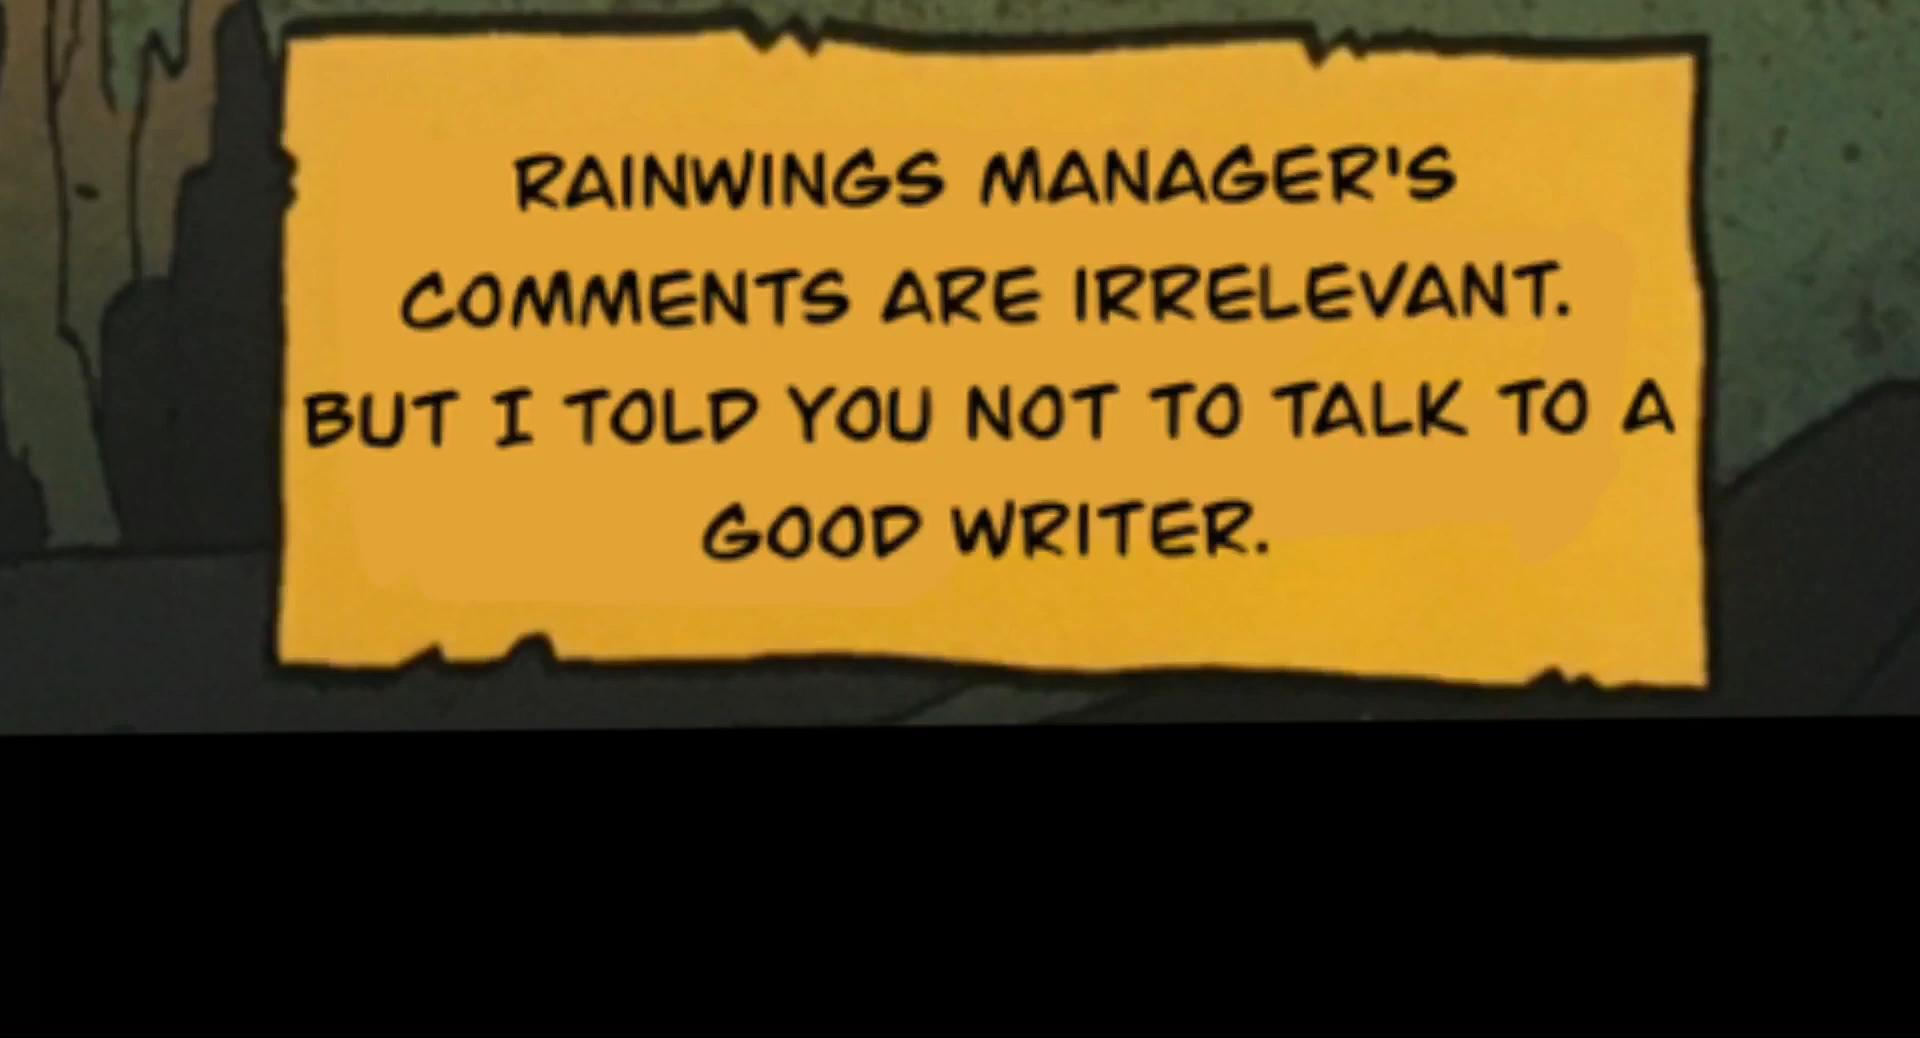 RAINWINGS MANAGER'S
COMMENTS ARE IRRELEVANT.
BUT I TOLD YOU NOT TO TALK TO A
GOOD WRITER.